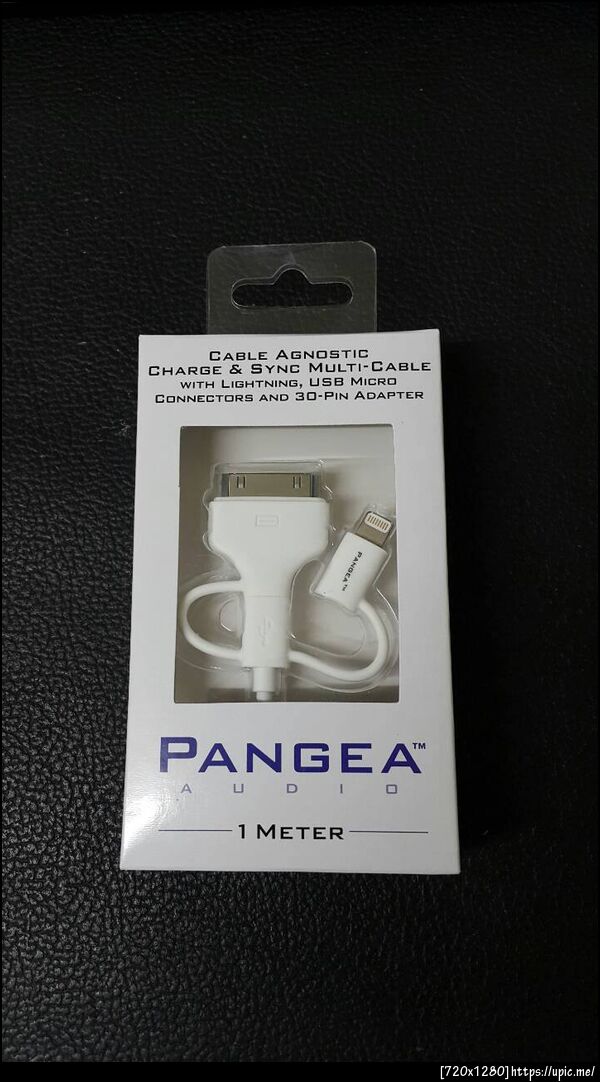 CABLE AGNOSTIC
CHARGE & SYNC MULTI-CABLE
WITH LIGHTNING, USB MICRO
CONNECTORS AND 30-PIN ADAPTER
PANGEA™
PANGEA™
AUDIO
1 METER
[720x1280]https://upic.me/